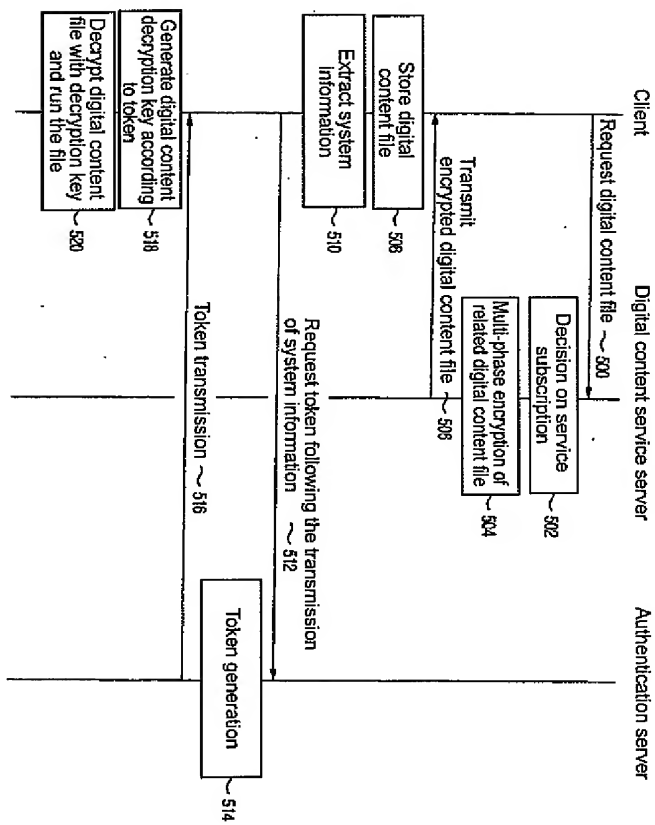 Client
Digital content service server
Authentication server
Request digital content file ~ 500
Decision on service
subscription
~ 502
Multi-phase encryption of
related digital content file
~ 504
Transmit
encrypted digital content file ~ 506
Store digital
content file
~ 508
Extract system
information
~ 510
Request token following the transmission
of system information ~ 512
Token generation
~ 514
Token transmission ~ 516
Generate digital content
decryption key according
to token
~ 518
Decrypt digital content
file with decryption key
and run the file
~ 520